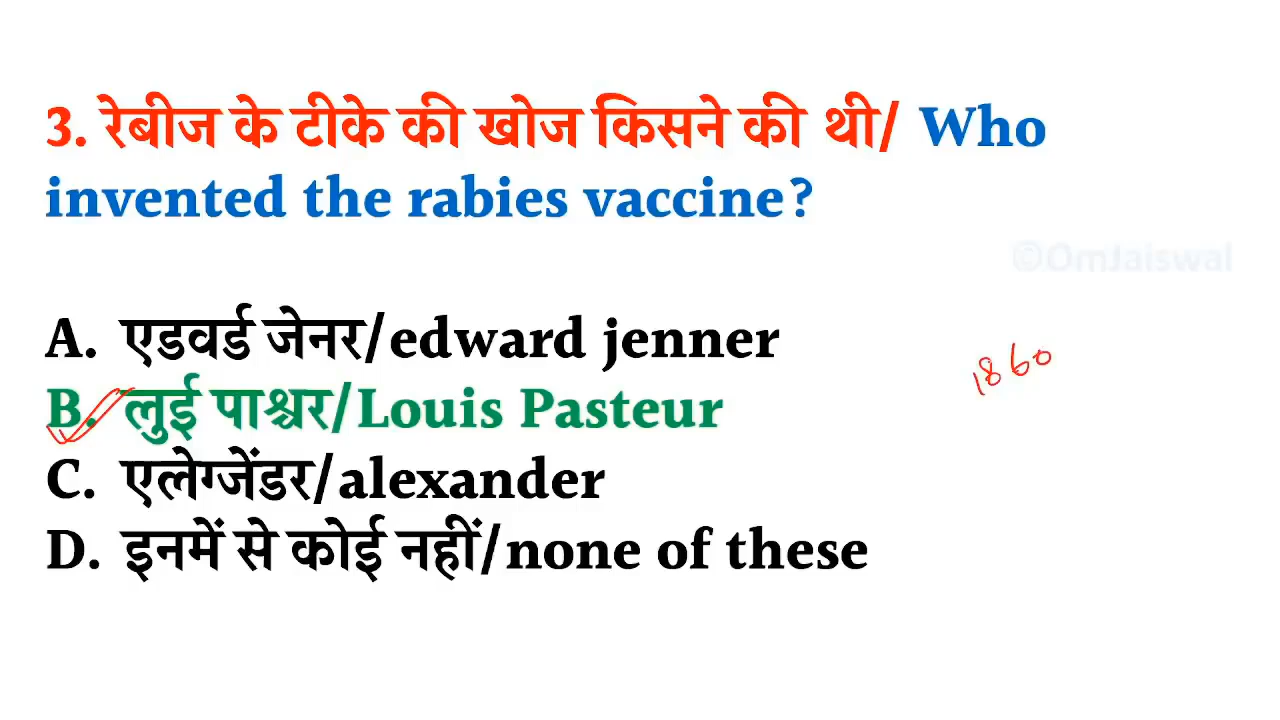 3. रेबीज के टीके की खोज किसने की थी/ Who
invented the rabies vaccine?
©OmJaiswal
A. एडवर्ड जेनर/edward jenner
1860
B. लुई पाश्चर/Louis Pasteur
C. एलेग्जेंडर/alexander
D. इनमें से कोई नहीं/none of these